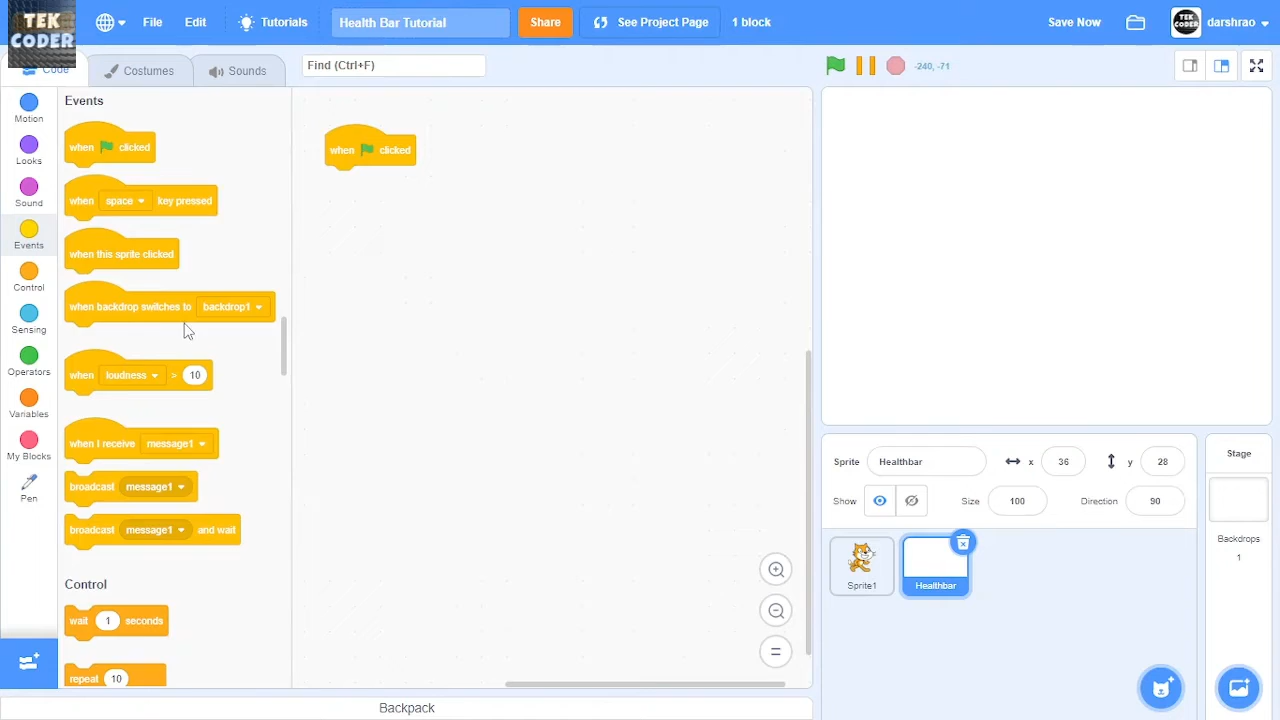 TEK
CODER
File
Edit
Tutorials
Health Bar Tutorial
Share
See Project Page
1 block
Save Now
TEK
CODER
darshrao
Code
Costumes
Sounds
Find (Ctrl+F)
-240, -71
Motion
Looks
Sound
Events
Control
Sensing
Operators
Variables
My Blocks
Pen
Events
when clicked
when space key pressed
when this sprite clicked
when backdrop switches to backdrop1
when loudness > 10
when I receive message1
broadcast message1
broadcast message1 and wait
Control
wait 1 seconds
repeat 10
when clicked
Backpack
Sprite Healthbar x 36 y 28
Show Size 100 Direction 90
Sprite1
Healthbar
Stage
Backdrops
1